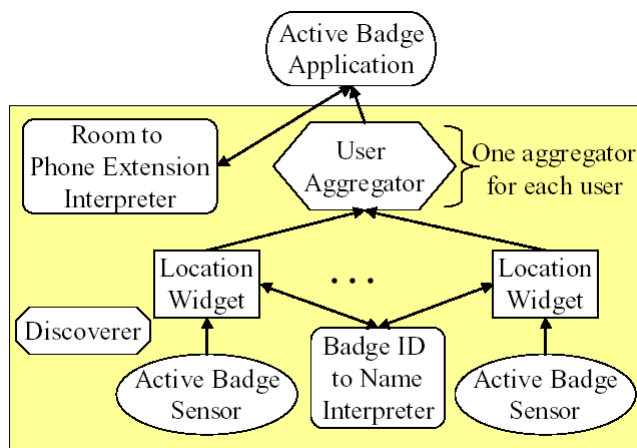 Active Badge
Application
Room to
Phone Extension
Interpreter
User
Aggregator
One aggregator
for each user
Location
Widget
. . .
Location
Widget
Discoverer
Active Badge
Sensor
Badge ID
to Name
Interpreter
Active Badge
Sensor